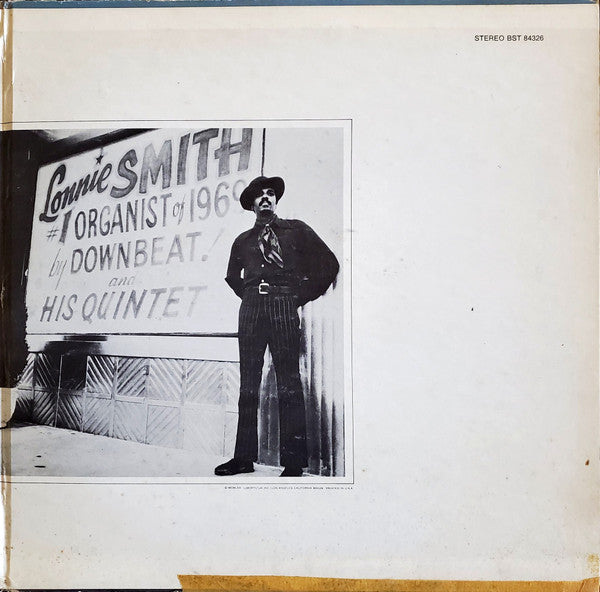 STEREO BST 84326
Lonnie SMITH
#1 ORGANIST of 1969
by DOWNBEAT!
and
HIS QUINTET